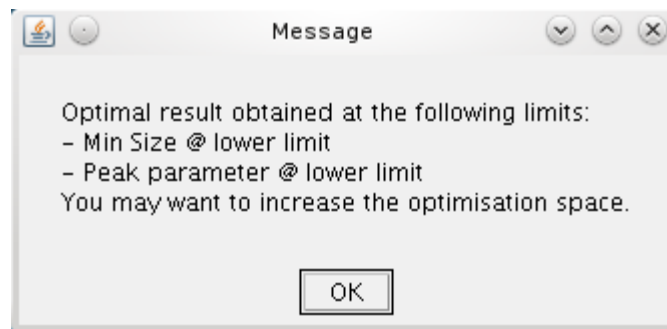 Message
Optimal result obtained at the following limits:
– Min Size @ lower limit
– Peak parameter @ lower limit
You may want to increase the optimisation space.
OK